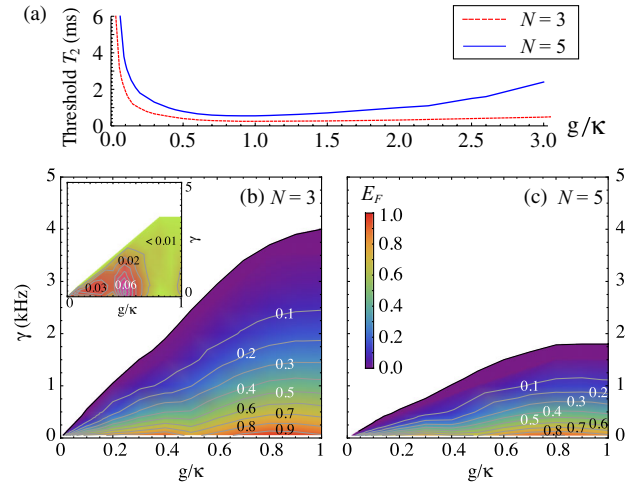 (a)
Threshold T₂ (ms)
6
4
2
0
0.0 0.5 1.0 1.5 2.0 2.5 3.0 g/κ
N = 3
N = 5
(b) N = 3
γ (kHz)
5
4
3
2
1
0
0 0.2 0.4 0.6 0.8 1
g/κ
5
γ
0
0 1
g/κ
< 0.01
0.02
0.03 0.06
0.1
0.2
0.3
0.4 0.5
0.6 0.7
0.8 0.9
(c) N = 5
E_F
1.0
0.8
0.6
0.4
0.2
0.0
5
4
3
2
1
0
0 0.2 0.4 0.6 0.8 1
g/κ
0.1 0.2
0.3
0.4
0.5 0.6
0.8 0.7